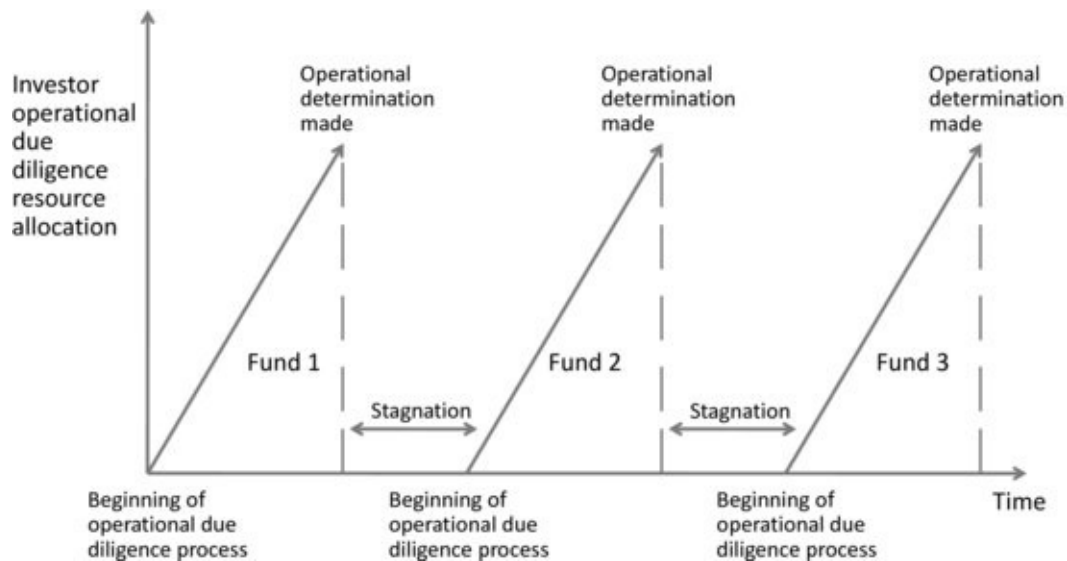 Investor
operational
due
diligence
resource
allocation
Operational
determination
made
Operational
determination
made
Operational
determination
made
Fund 1
Fund 2
Fund 3
Stagnation
Stagnation
Beginning of
operational due
diligence process
Beginning of
operational due
diligence process
Beginning of
operational due
diligence process
Time